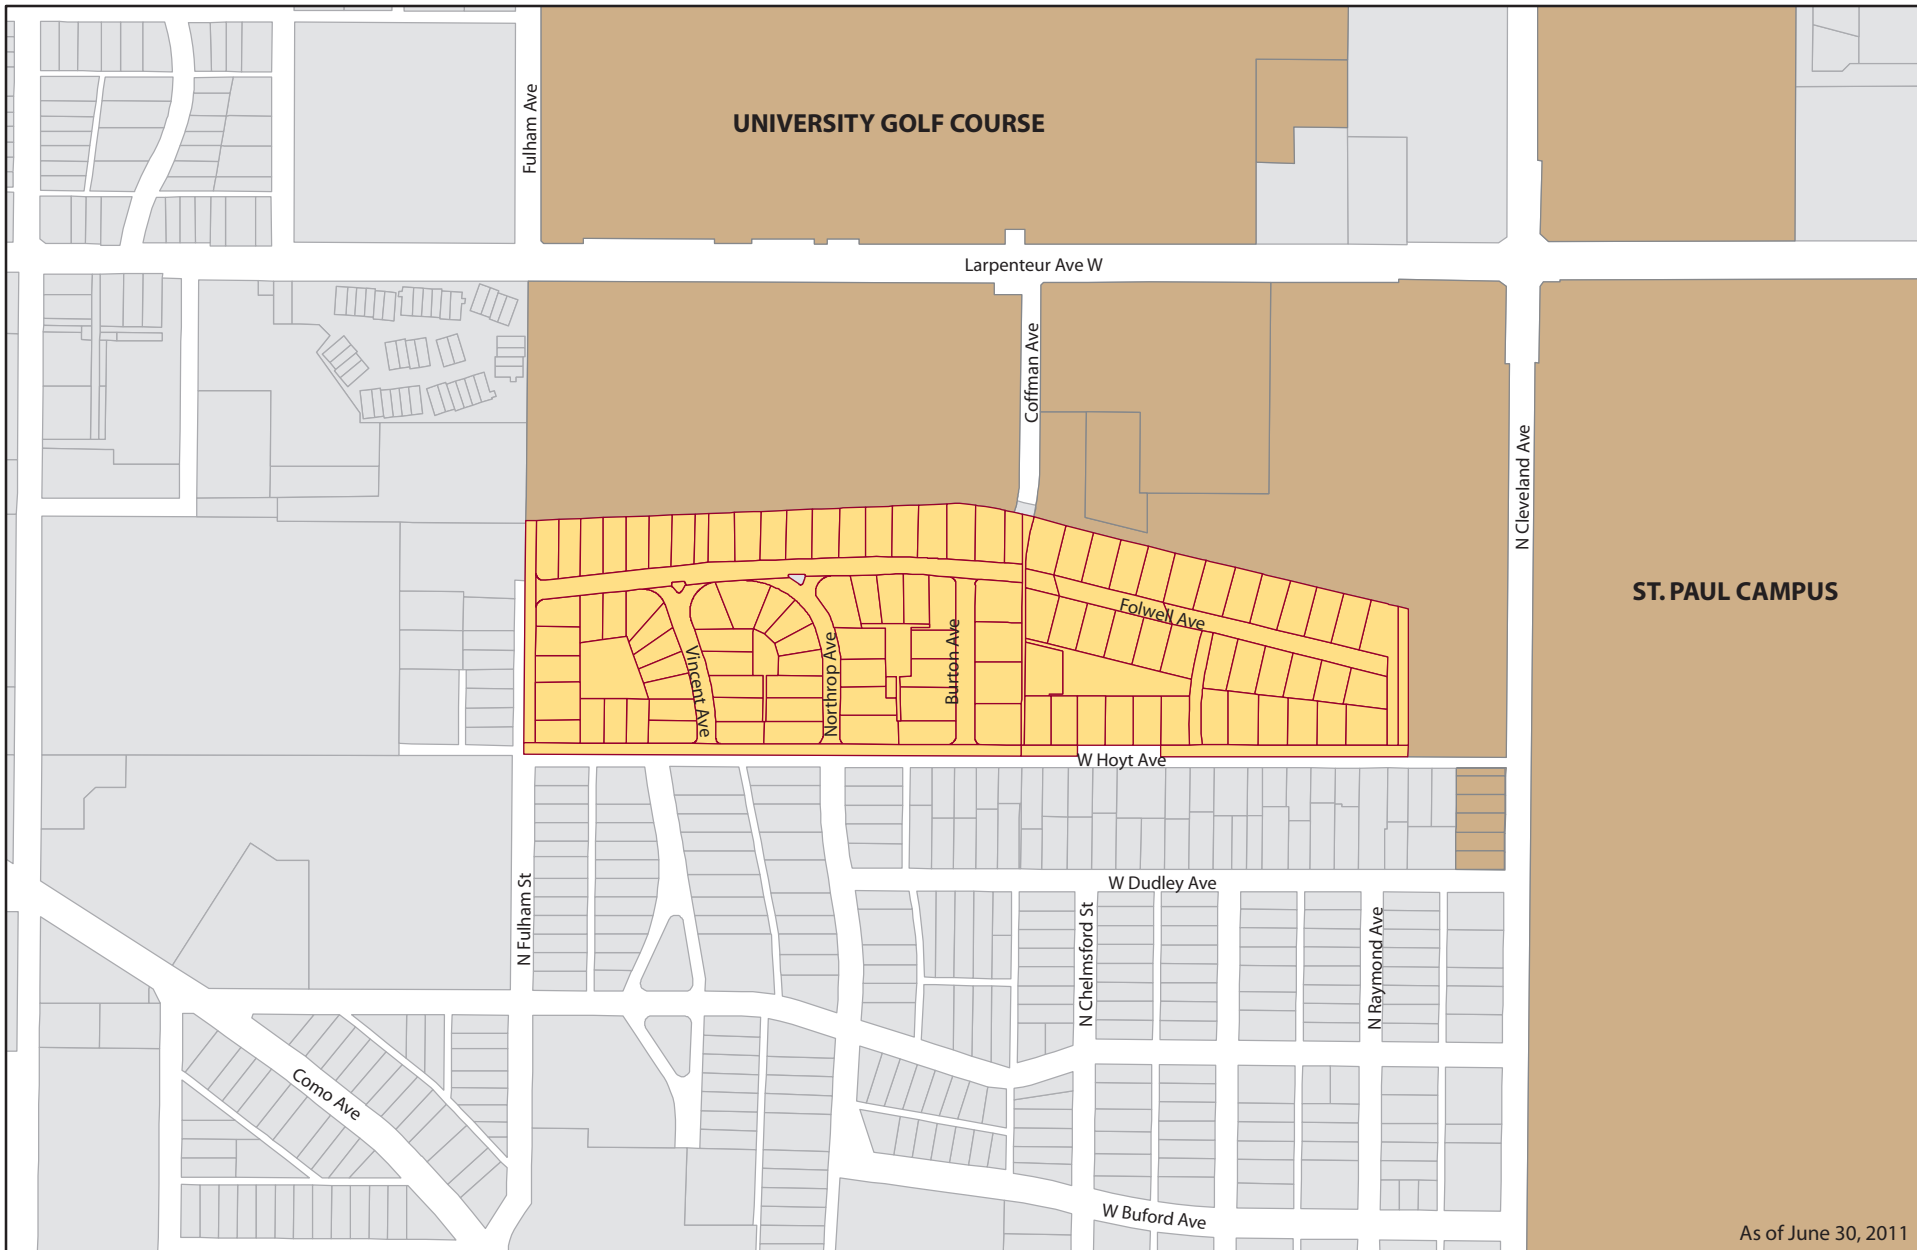 Fulham Ave
UNIVERSITY GOLF COURSE
Larpenteur Ave W
Coffman Ave
N Cleveland Ave
ST. PAUL CAMPUS
Folwell Ave
Vincent Ave
Northrop Ave
Burton Ave
W Hoyt Ave
W Dudley Ave
N Fulham St
N Chelmsford St
N Raymond Ave
Como Ave
W Buford Ave
As of June 30, 2011